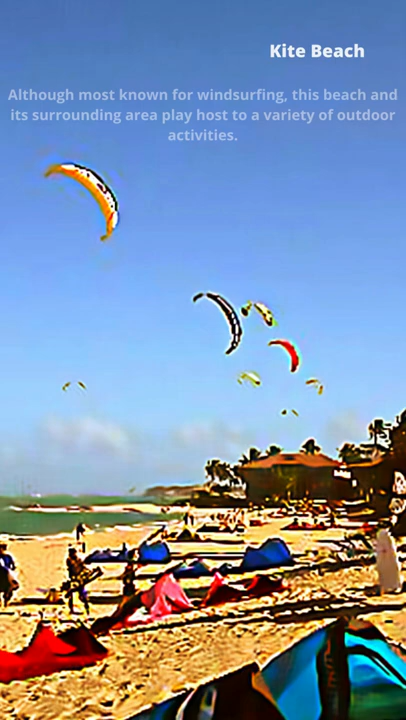 Kite Beach
Although most known for windsurfing, this beach and
its surrounding area play host to a variety of outdoor
activities.